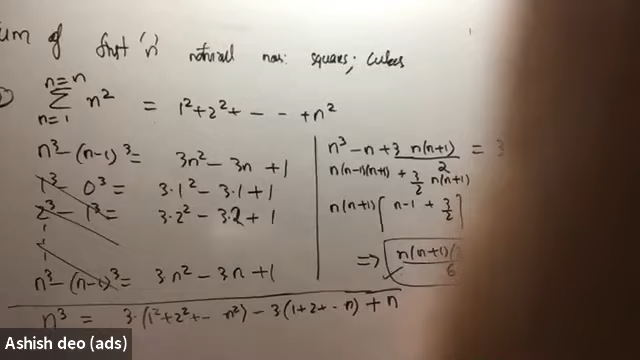 um of first 'n' natural nos: squares; cubes
n=n
∑ n² = 1²+2²+ - - +n²
n=1
n³-(n-1)³= 3n²-3n+1
1³-0³= 3·1²-3·1+1
2³-1³= 3·2²-3·2+1
n³-(n-1)³= 3·n²-3n+1
n³ = 3·(1²+2²+- n²)-3(1+2+-n)+n
n³-n+3 n(n+1)/2 = 3
n(n-1)(n+1) + 3/2 n(n+1)
n(n+1)[n-1+3/2]
=> n(n+1)(
6
Ashish deo (ads)